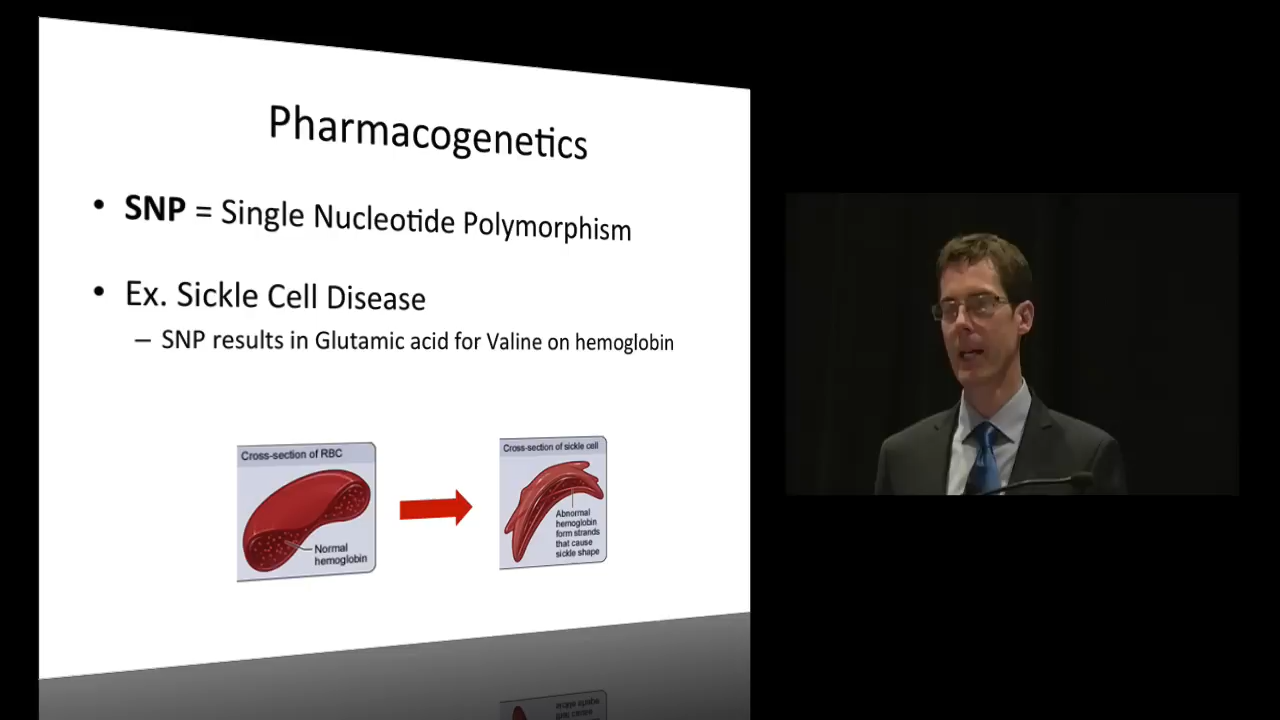 Pharmacogenetics
• SNP = Single Nucleotide Polymorphism
• Ex. Sickle Cell Disease
– SNP results in Glutamic acid for Valine on hemoglobin
Cross-section of RBC
Normal
hemoglobin
Cross-section of sickle cell
Abnormal
hemoglobin
form strands
that cause
sickle shape